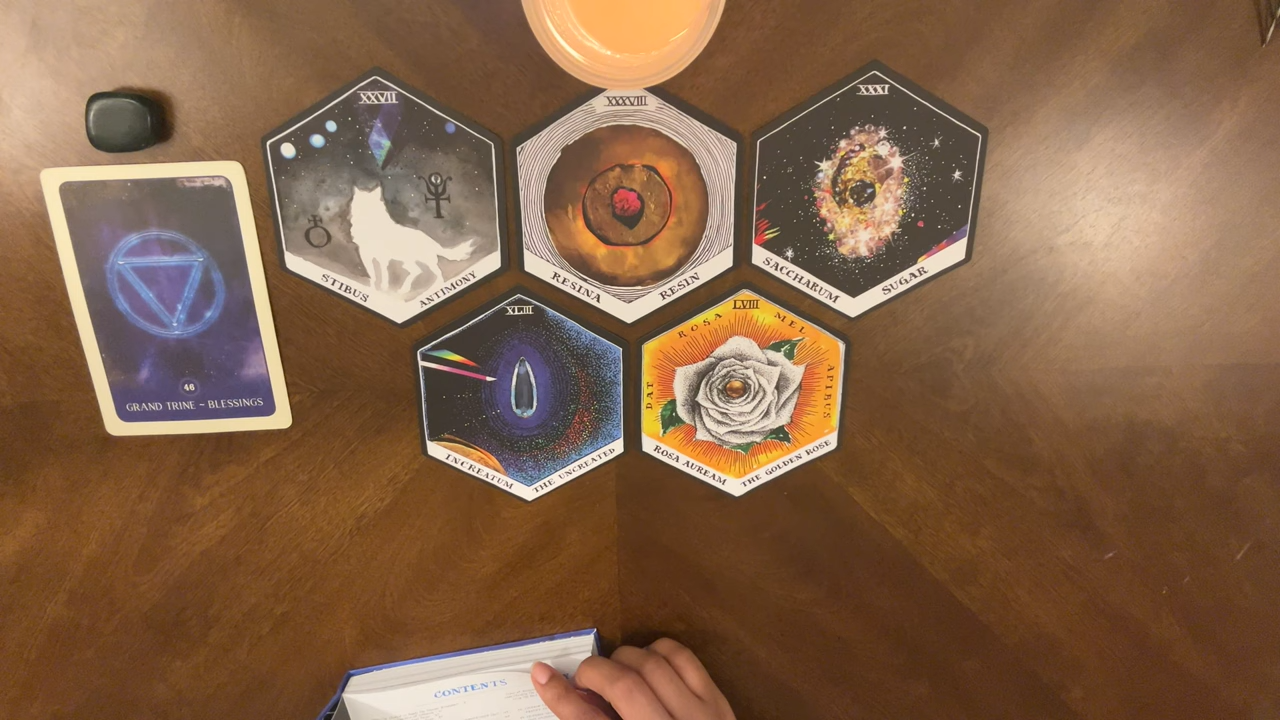 XXVII
STIBUS ANTIMONY
XXXVIII
RESINA RESIN
XXXI
SACCHARUM SUGAR
46
GRAND TRINE - BLESSINGS
XLIII
INCREATUM THE UNCREATED
LVIII
DAT ROSA MEL APIBUS
ROSA AUREAM THE GOLDEN ROSE
CONTENTS